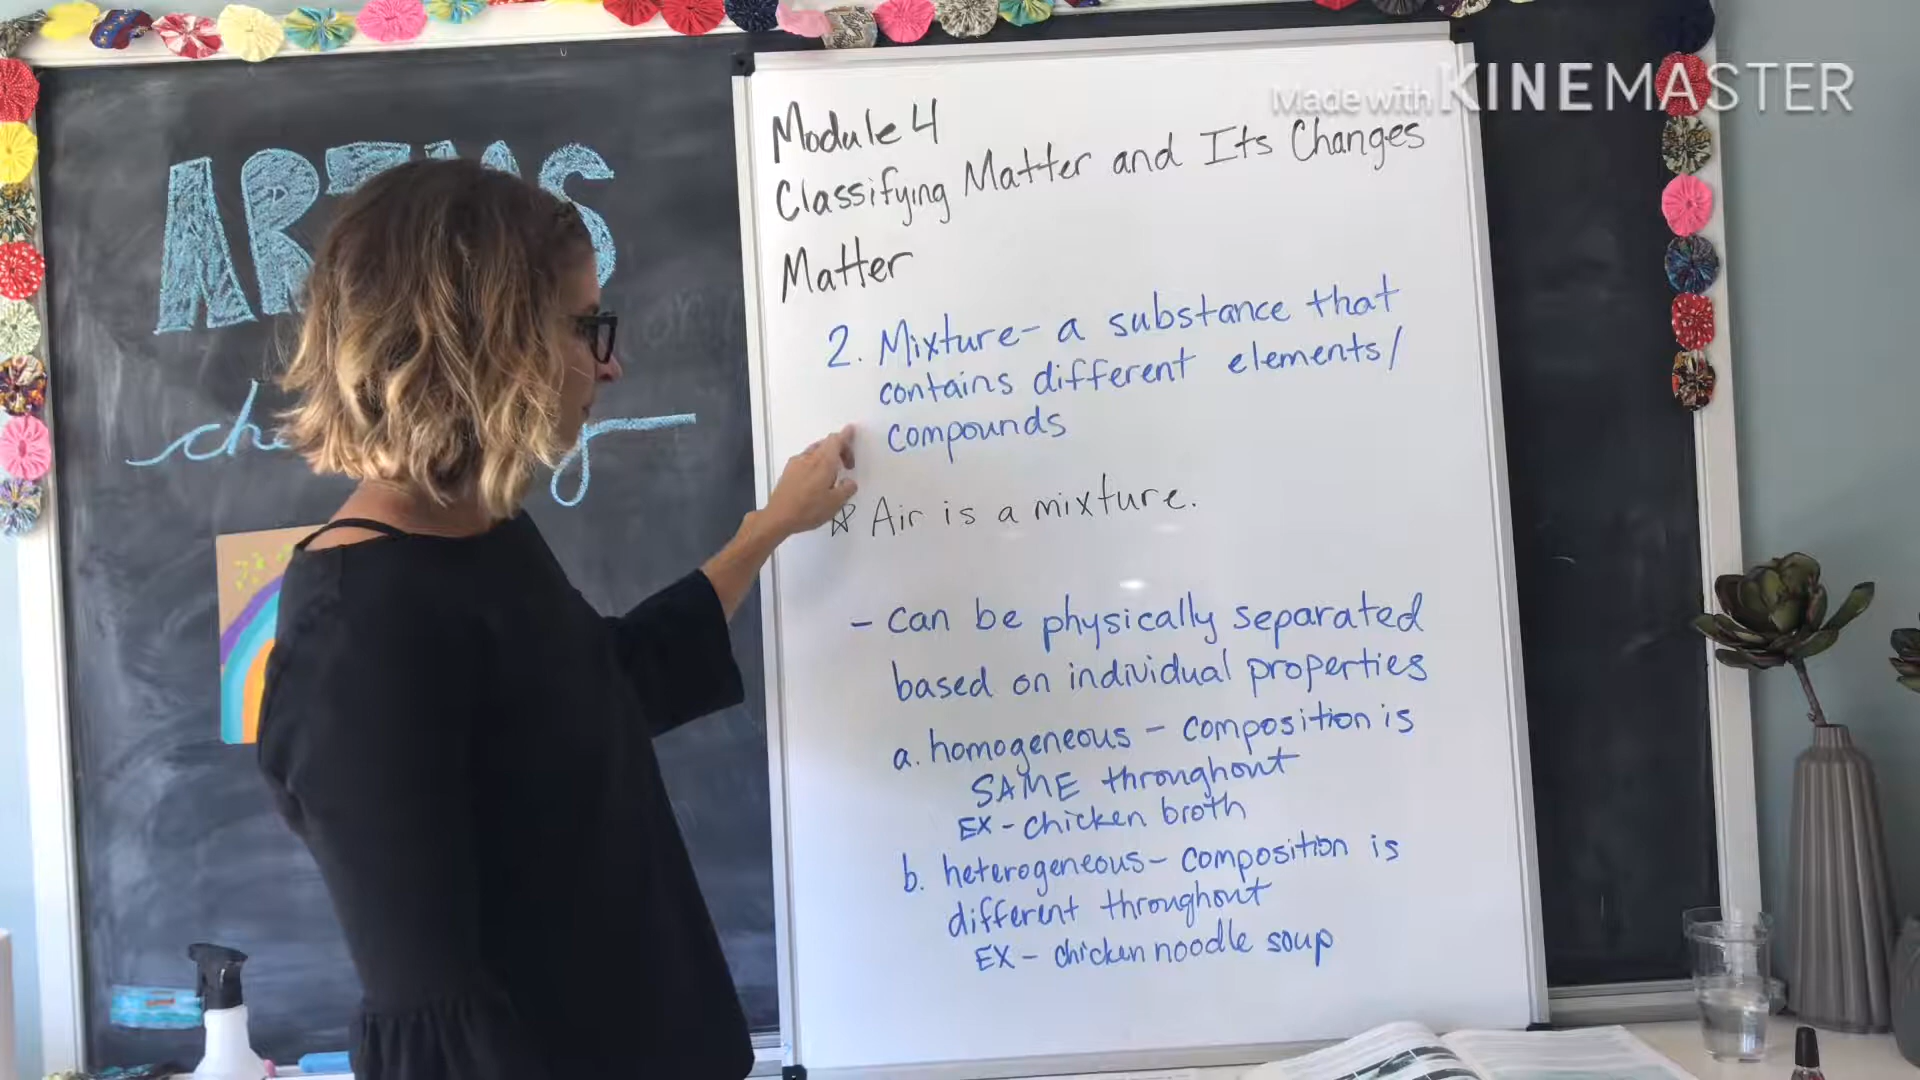 Made with KINEMASTER
Module 4
Classifying Matter and Its Changes
Matter
2. Mixture - a substance that
contains different elements/
compounds
☆ Air is a mixture.
- can be physically separated
based on individual properties
a. homogeneous - composition is
SAME throughout
EX - chicken broth
b. heterogeneous - composition is
different throughout
EX - chicken noodle soup